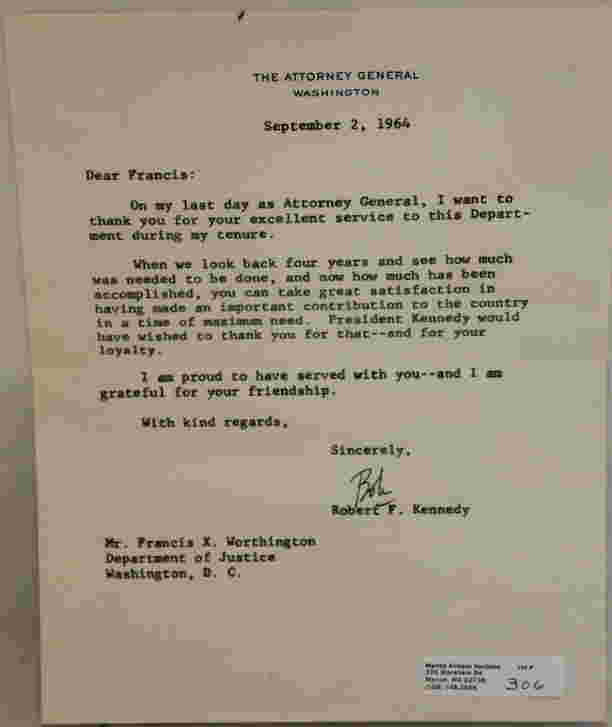 THE ATTORNEY GENERAL
WASHINGTON
September 2, 1964
Dear Francis:
On my last day as Attorney General, I want to
thank you for your excellent service to this Depart-
ment during my tenure.
When we look back four years and see how much
was needed to be done, and now how much has been
accomplished, you can take great satisfaction in
having made an important contribution to the country
in a time of maximum need. President Kennedy would
have wished to thank you for that--and for your
loyalty.
I am proud to have served with you--and I am
grateful for your friendship.
With kind regards,
Sincerely,
Bob
Robert F. Kennedy
Mr. Francis X. Worthington
Department of Justice
Washington, D. C.
306